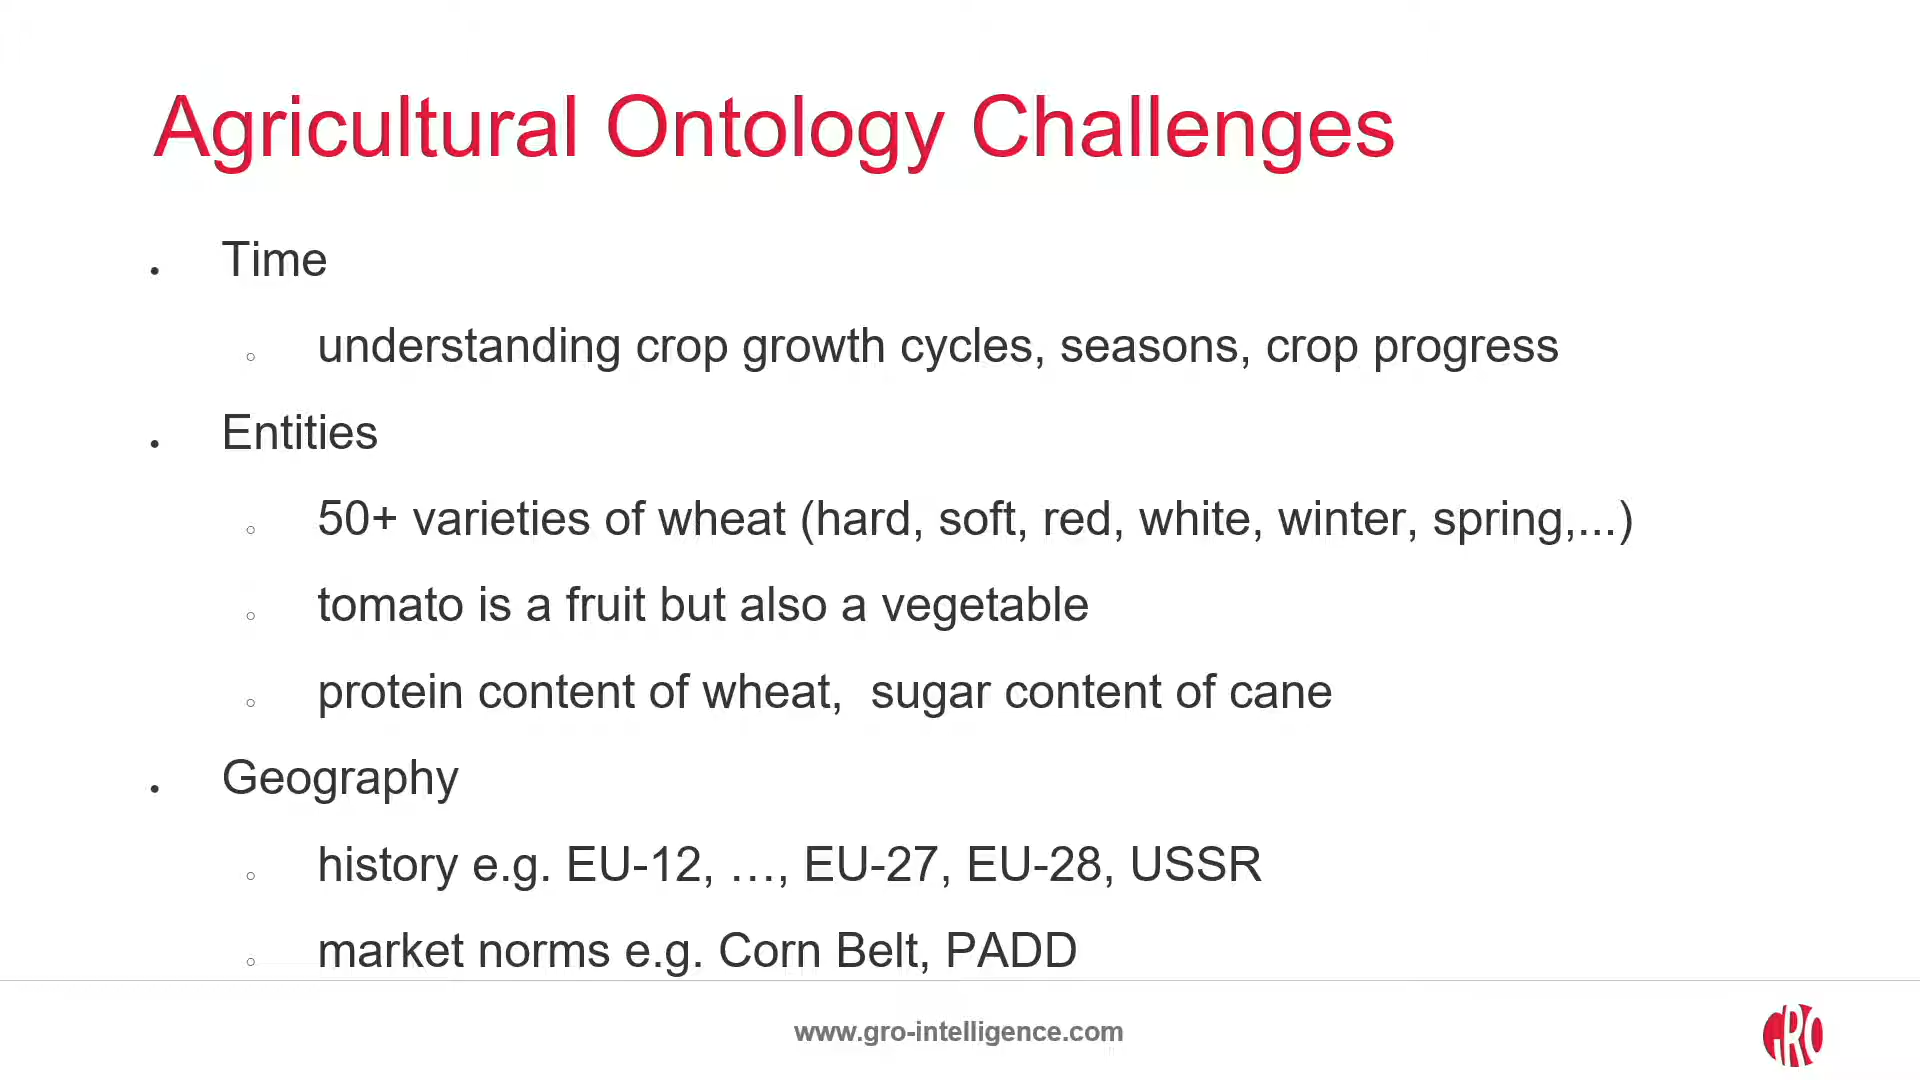 Agricultural Ontology Challenges
• Time
○ understanding crop growth cycles, seasons, crop progress
• Entities
○ 50+ varieties of wheat (hard, soft, red, white, winter, spring,...)
○ tomato is a fruit but also a vegetable
○ protein content of wheat,  sugar content of cane
• Geography
○ history e.g. EU-12, …, EU-27, EU-28, USSR
○ market norms e.g. Corn Belt, PADD
www.gro-intelligence.com
GRO